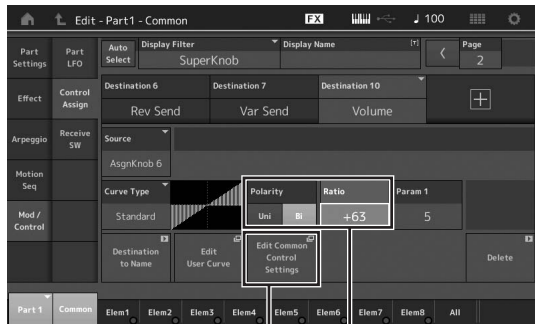 Edit - Part1 - Common
FX
100
Part Settings
Part LFO
Auto Select
Display Filter
SuperKnob
Display Name
[T]
Page
2
Effect
Control Assign
Destination 6
Rev Send
Destination 7
Var Send
Destination 10
Volume
Arpeggio
Receive SW
Source
AsgnKnob 6
Motion Seq
Curve Type
Standard
Polarity
Uni
Bi
Ratio
+63
Param 1
5
Mod / Control
Destination to Name
Edit User Curve
Edit Common Control Settings
Delete
Part 1
Common
Elem1
Elem2
Elem3
Elem4
Elem5
Elem6
Elem7
Elem8
All